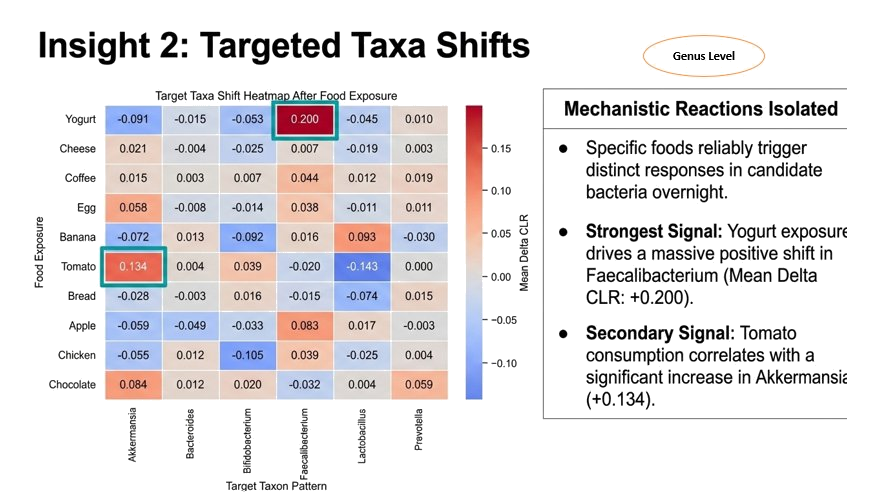 Insight 2: Targeted Taxa Shifts
Genus Level
Target Taxa Shift Heatmap After Food Exposure
Food Exposure
Yogurt -0.091 -0.015 -0.053 0.200 -0.045 0.010
Cheese 0.021 -0.004 -0.025 0.007 -0.019 0.003
Coffee 0.015 0.003 0.007 0.044 0.012 0.019
Egg 0.058 -0.008 -0.014 0.038 -0.011 0.011
Banana -0.072 0.013 -0.092 0.016 0.093 -0.030
Tomato 0.134 0.004 0.039 -0.020 -0.143 0.000
Bread -0.028 -0.003 0.016 -0.015 -0.074 0.015
Apple -0.059 -0.049 -0.033 0.083 0.017 -0.003
Chicken -0.055 0.012 -0.105 0.039 -0.025 0.004
Chocolate 0.084 0.012 0.020 -0.032 0.004 0.059
Akkermansia
Bacteroides
Bifidobacterium
Faecalibacterium
Lactobacillus
Prevotella
Target Taxon Pattern
0.15
0.10
0.05
0.00
−0.05
−0.10
Mean Delta CLR
Mechanistic Reactions Isolated
● Specific foods reliably trigger
distinct responses in candidate
bacteria overnight.
● Strongest Signal: Yogurt exposure
drives a massive positive shift in
Faecalibacterium (Mean Delta
CLR: +0.200).
● Secondary Signal: Tomato
consumption correlates with a
significant increase in Akkermansia
(+0.134).